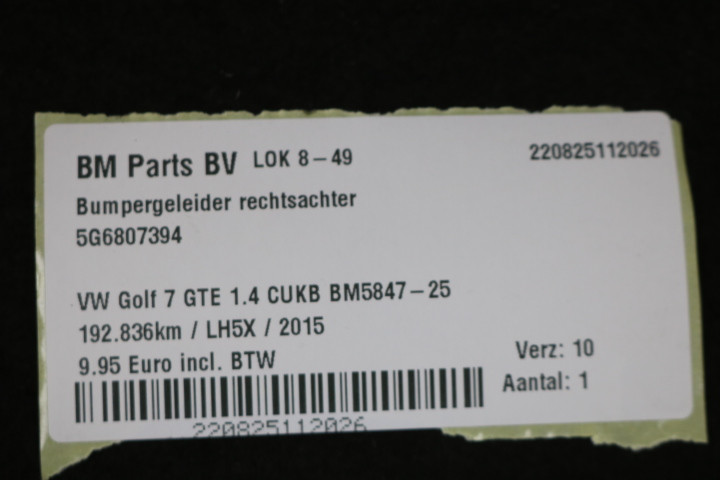 BM Parts BV LOK 8-49 220825112026
Bumpergeleider rechtsachter
5G6807394
VW Golf 7 GTE 1.4 CUKB BM5847-25
192.836km / LH5X / 2015
9.95 Euro incl. BTW Verz: 10
Aantal: 1
220825112026